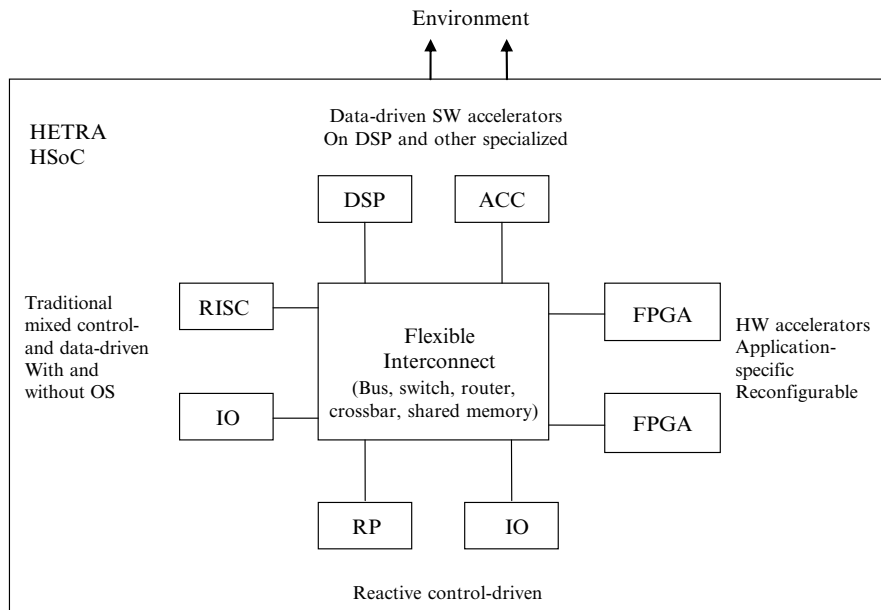 Environment
HETRA
HSoC
Data-driven SW accelerators
On DSP and other specialized
DSP
ACC
RISC
FPGA
Traditional
mixed control-
and data-driven
With and
without OS
Flexible
Interconnect
(Bus, switch, router,
crossbar, shared memory)
HW accelerators
Application-
specific
Reconfigurable
IO
FPGA
RP
IO
Reactive control-driven